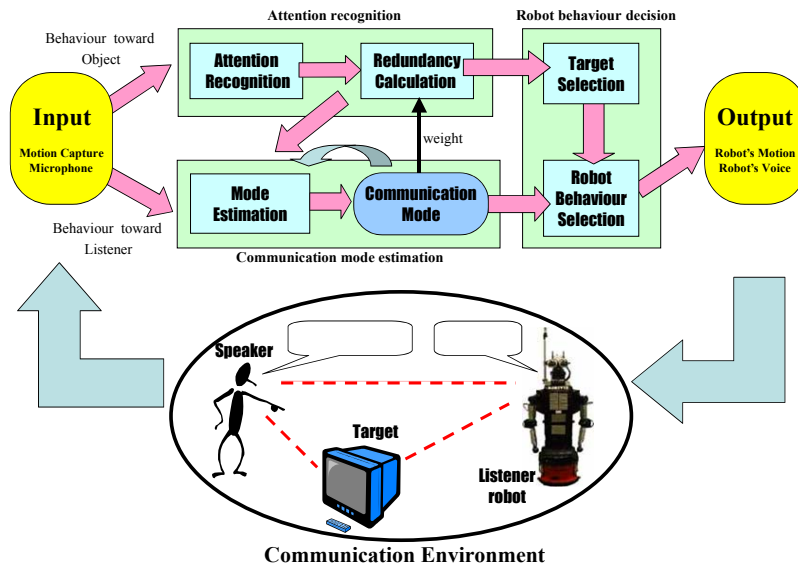 Attention recognition
Robot behaviour decision
Behaviour toward
Object
Attention
Recognition
Redundancy
Calculation
Target
Selection
Input
Motion Capture
Microphone
Output
Robot's Motion
Robot's Voice
weight
Mode
Estimation
Communication
Mode
Robot
Behaviour
Selection
Behaviour toward
Listener
Communication mode estimation
Speaker
Target
Listener
robot
Communication Environment